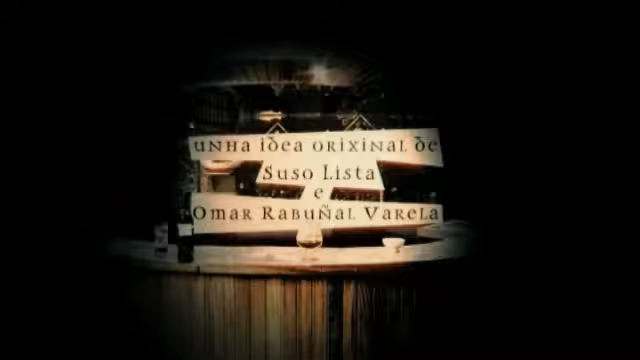 unha idea orixinal de
Suso Lista
e
Omar Rabuñal Varela